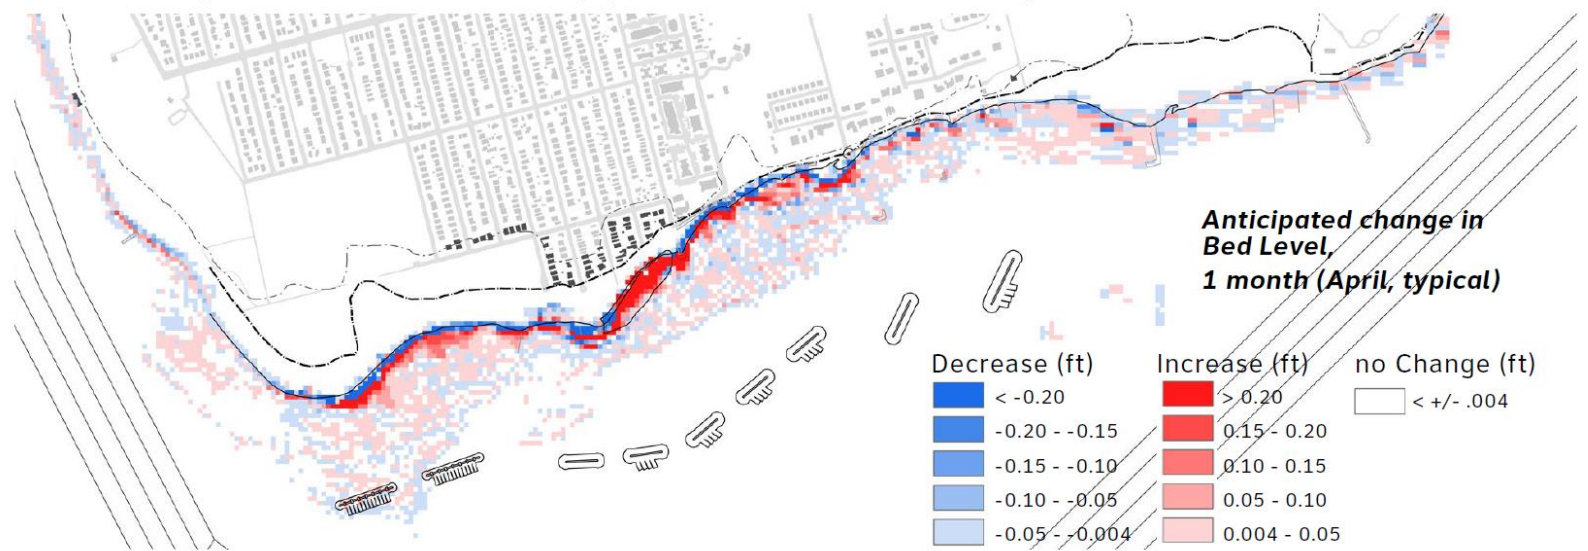 Anticipated change in
Bed Level,
1 month (April, typical)
Decrease (ft)
< -0.20
-0.20 - -0.15
-0.15 - -0.10
-0.10 - -0.05
-0.05 - -0.004
Increase (ft)
> 0.20
0.15 - 0.20
0.10 - 0.15
0.05 - 0.10
0.004 - 0.05
no Change (ft)
< +/- .004